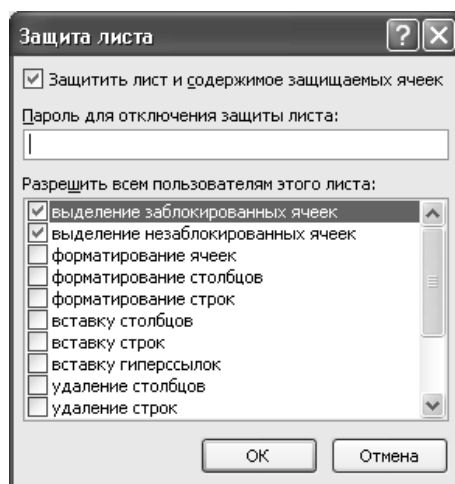 Защита листа
Защитить лист и содержимое защищаемых ячеек
Пароль для отключения защиты листа:
Разрешить всем пользователям этого листа:
выделение заблокированных ячеек
выделение незаблокированных ячеек
форматирование ячеек
форматирование столбцов
форматирование строк
вставку столбцов
вставку строк
вставку гиперссылок
удаление столбцов
удаление строк
ОК Отмена